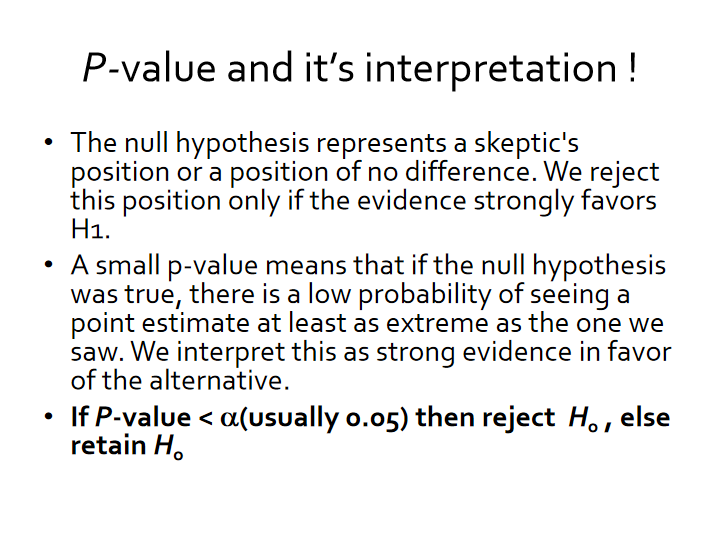 P-value and it’s interpretation !
• The null hypothesis represents a skeptic's
position or a position of no difference. We reject
this position only if the evidence strongly favors
H1.
• A small p-value means that if the null hypothesis
was true, there is a low probability of seeing a
point estimate at least as extreme as the one we
saw. We interpret this as strong evidence in favor
of the alternative.
• If P-value < α(usually 0.05) then reject H₀ , else
retain H₀